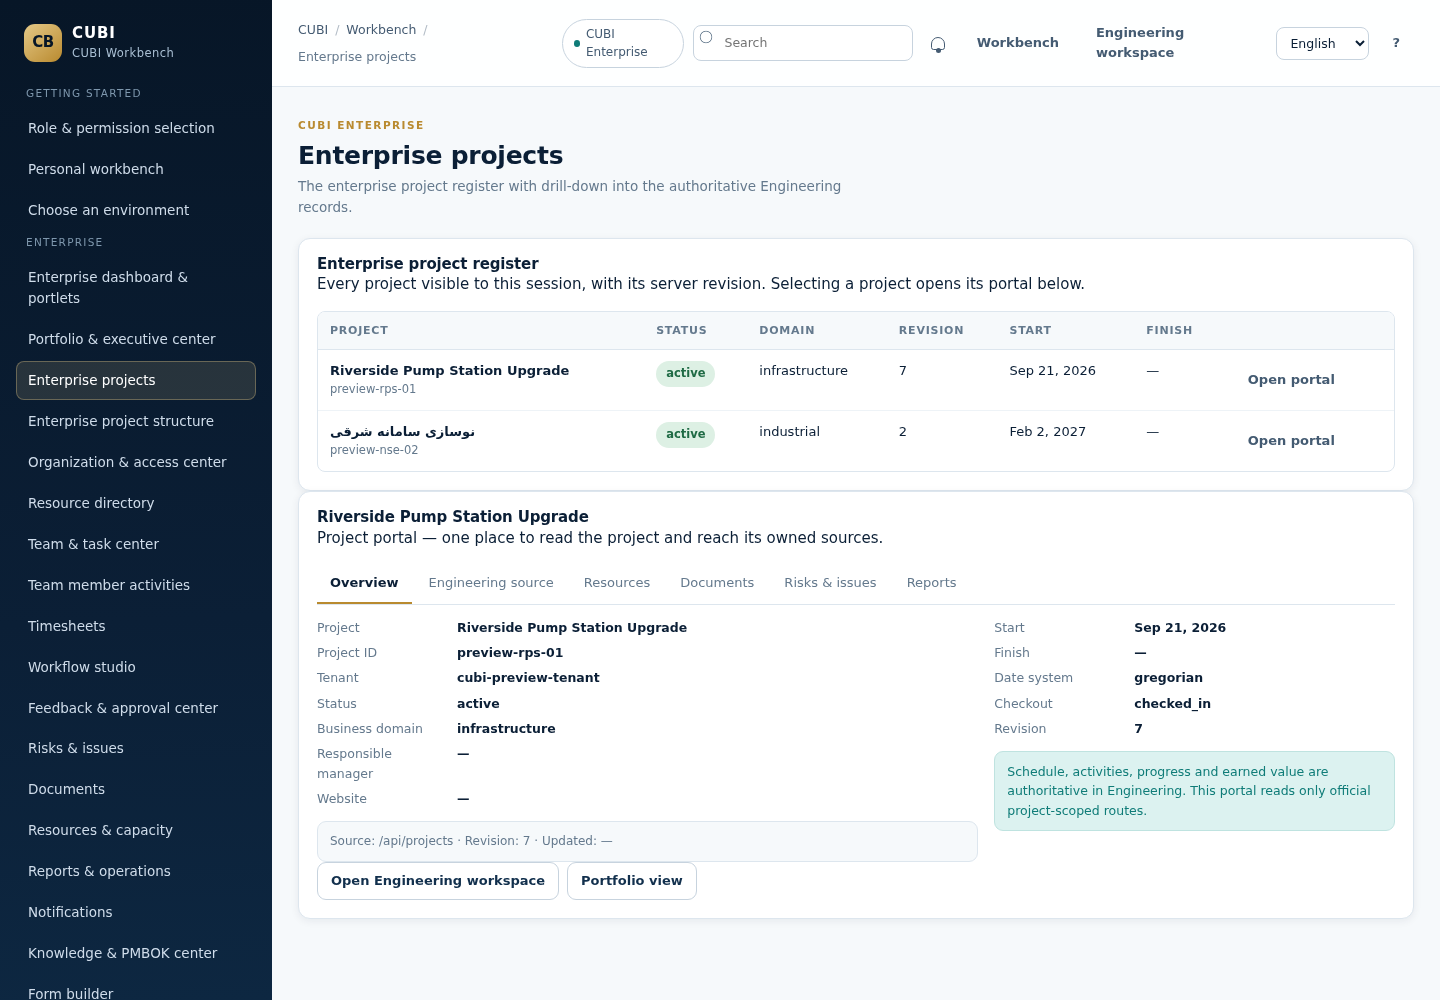 CB
CUBI
CUBI Workbench
GETTING STARTED
Role & permission selection
Personal workbench
Choose an environment
ENTERPRISE
Enterprise dashboard &
portlets
Portfolio & executive center
Enterprise projects
Enterprise project structure
Organization & access center
Resource directory
Team & task center
Team member activities
Timesheets
Workflow studio
Feedback & approval center
Risks & issues
Documents
Resources & capacity
Reports & operations
Notifications
Knowledge & PMBOK center
Form builder
CUBI / Workbench /
Enterprise projects
CUBI
Enterprise
Search
Workbench
Engineering
workspace
English
?
CUBI ENTERPRISE
Enterprise projects
The enterprise project register with drill-down into the authoritative Engineering
records.
Enterprise project register
Every project visible to this session, with its server revision. Selecting a project opens its portal below.
PROJECT STATUS DOMAIN REVISION START FINISH
Riverside Pump Station Upgrade active infrastructure 7 Sep 21, 2026 — Open portal
preview-rps-01
نوسازی سامانه شرقی active industrial 2 Feb 2, 2027 — Open portal
preview-nse-02
Riverside Pump Station Upgrade
Project portal — one place to read the project and reach its owned sources.
Overview Engineering source Resources Documents Risks & issues Reports
Project Riverside Pump Station Upgrade
Project ID preview-rps-01
Tenant cubi-preview-tenant
Status active
Business domain infrastructure
Responsible
manager —
Website —
Source: /api/projects · Revision: 7 · Updated: —
Open Engineering workspace Portfolio view
Start Sep 21, 2026
Finish —
Date system gregorian
Checkout checked_in
Revision 7
Schedule, activities, progress and earned value are
authoritative in Engineering. This portal reads only official
project-scoped routes.